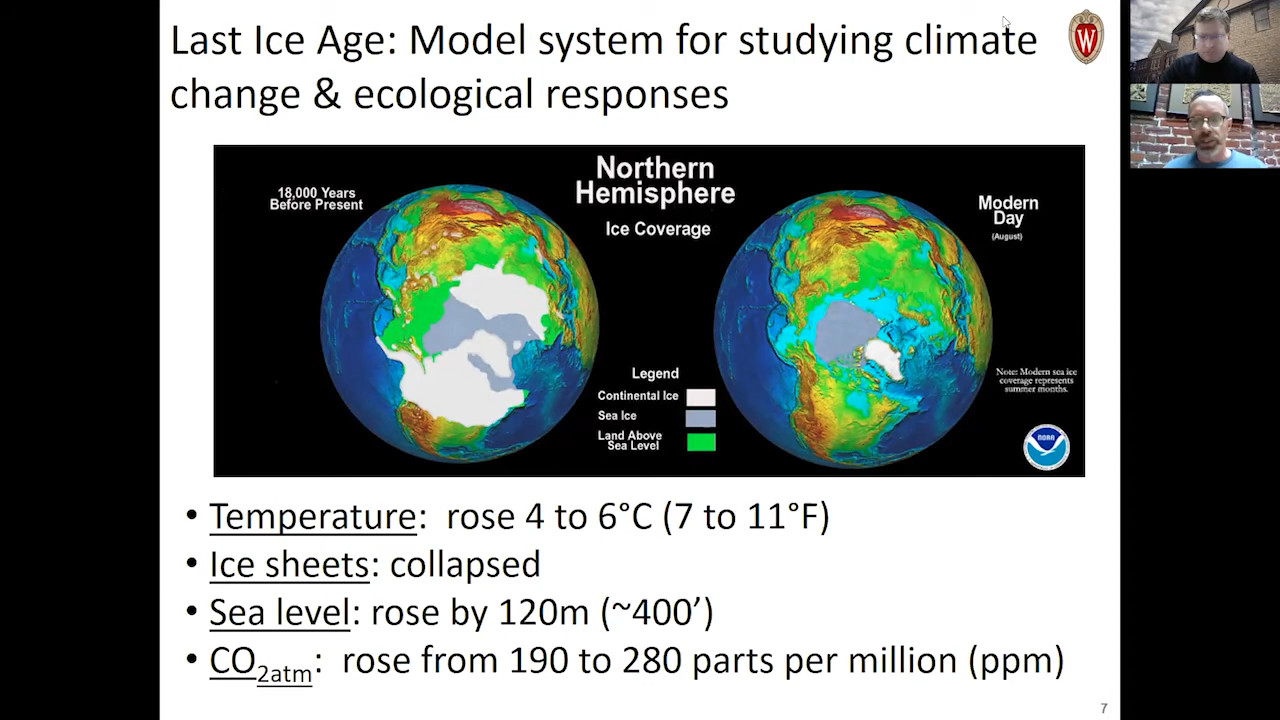 Last Ice Age: Model system for studying climate
change & ecological responses
W
18,000 Years
Before Present
Northern
Hemisphere
Ice Coverage
Modern
Day
(August)
Legend
Continental Ice
Sea Ice
Land Above
Sea Level
Note: Modern sea ice
coverage represents
summer months.
NOAA
• Temperature:  rose 4 to 6°C (7 to 11°F)
• Ice sheets: collapsed
• Sea level: rose by 120m (~400’)
• CO2atm:  rose from 190 to 280 parts per million (ppm)
7